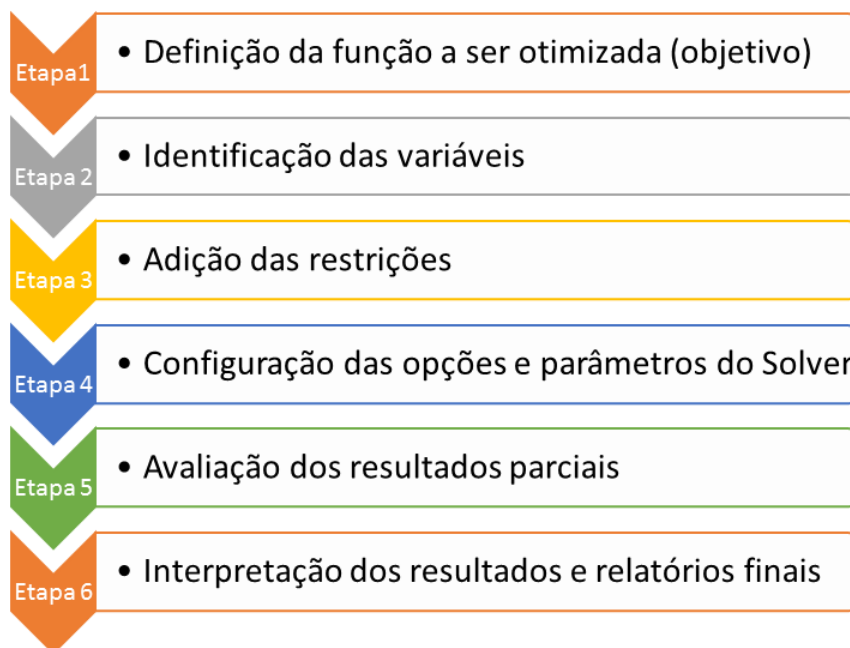 Etapa1
• Definição da função a ser otimizada (objetivo)
Etapa 2
• Identificação das variáveis
Etapa 3
• Adição das restrições
Etapa 4
• Configuração das opções e parâmetros do Solver
Etapa 5
• Avaliação dos resultados parciais
Etapa 6
• Interpretação dos resultados e relatórios finais